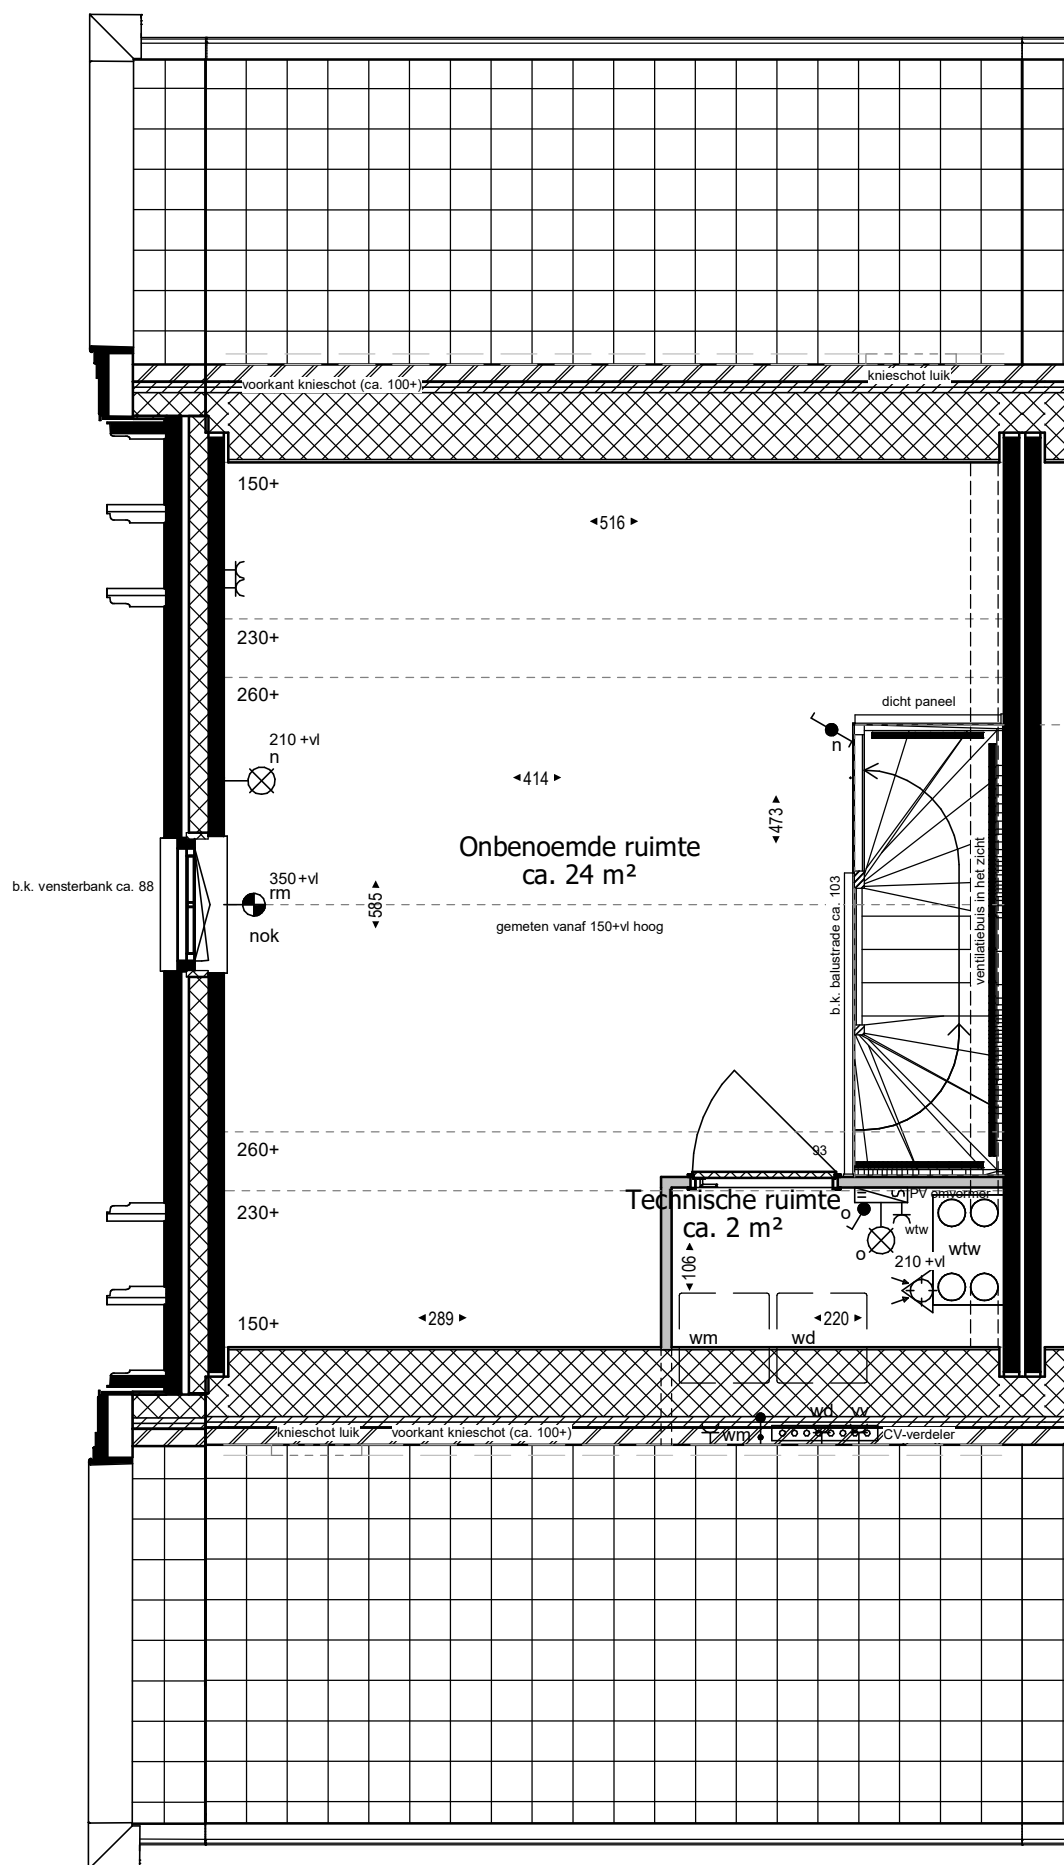 voorkant knieschot (ca. 100+)
knieschot luik
150+
516
230+
260+
dicht paneel
210 +vl
n
n
414
473
Onbenoemde ruimte
ca. 24 m²
b.k. vensterbank ca. 88
350+vl
rm
nok
585
gemeten vanaf 150+vl hoog
b.k. balustrade ca. 103
ventilatiebuis in het zicht
260+
93
230+
Technische ruimte
ca. 2 m²
PV omvormer
o
wtw
wtw
o
210 +vl
106
150+
289
220
wm
wd
knieschot luik
voorkant knieschot (ca. 100+)
wm
wd
vv
CV-verdeler